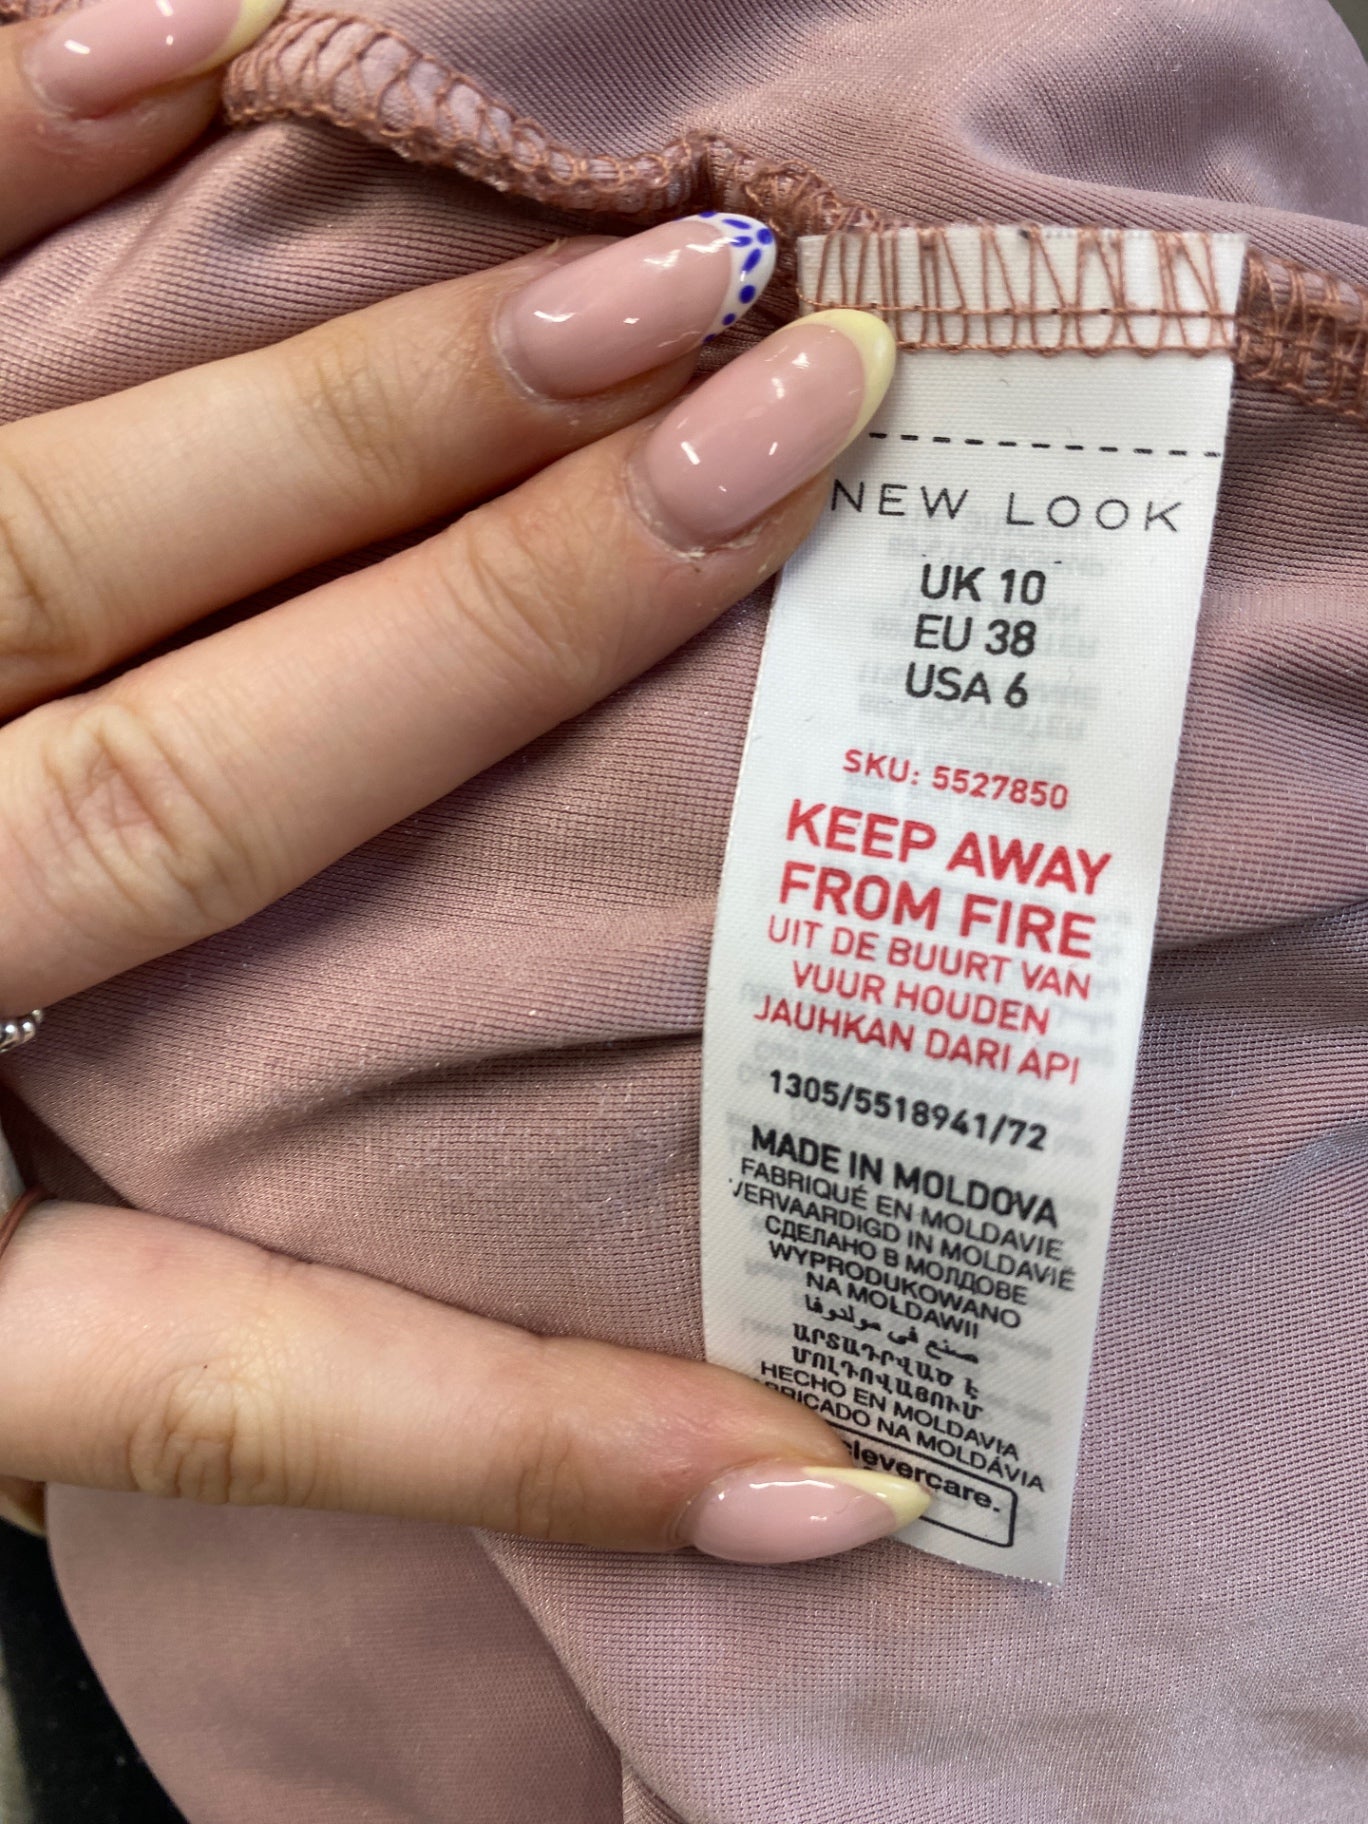 NEW LOOK
UK 10
EU 38
USA 6
SKU: 5527850
KEEP AWAY
FROM FIRE
UIT DE BUURT VAN
VUUR HOUDEN
JAUHKAN DARI API
1305/5518941/72
MADE IN MOLDOVA
FABRIQUÉ EN MOLDAVIE
VERVAARDIGD IN MOLDAVIË
СДЕЛАНО В МОЛДОВЕ
WYPRODUKOWANO
NA MOŁDAWII
صنع في مولدوفا
ԱՐՏԱԴՐՎԱԾ Է
ՄՈԼԴՈՎԱՅՈՒՄ
HECHO EN MOLDAVIA
NA MOLDÁVIA
clevercare.